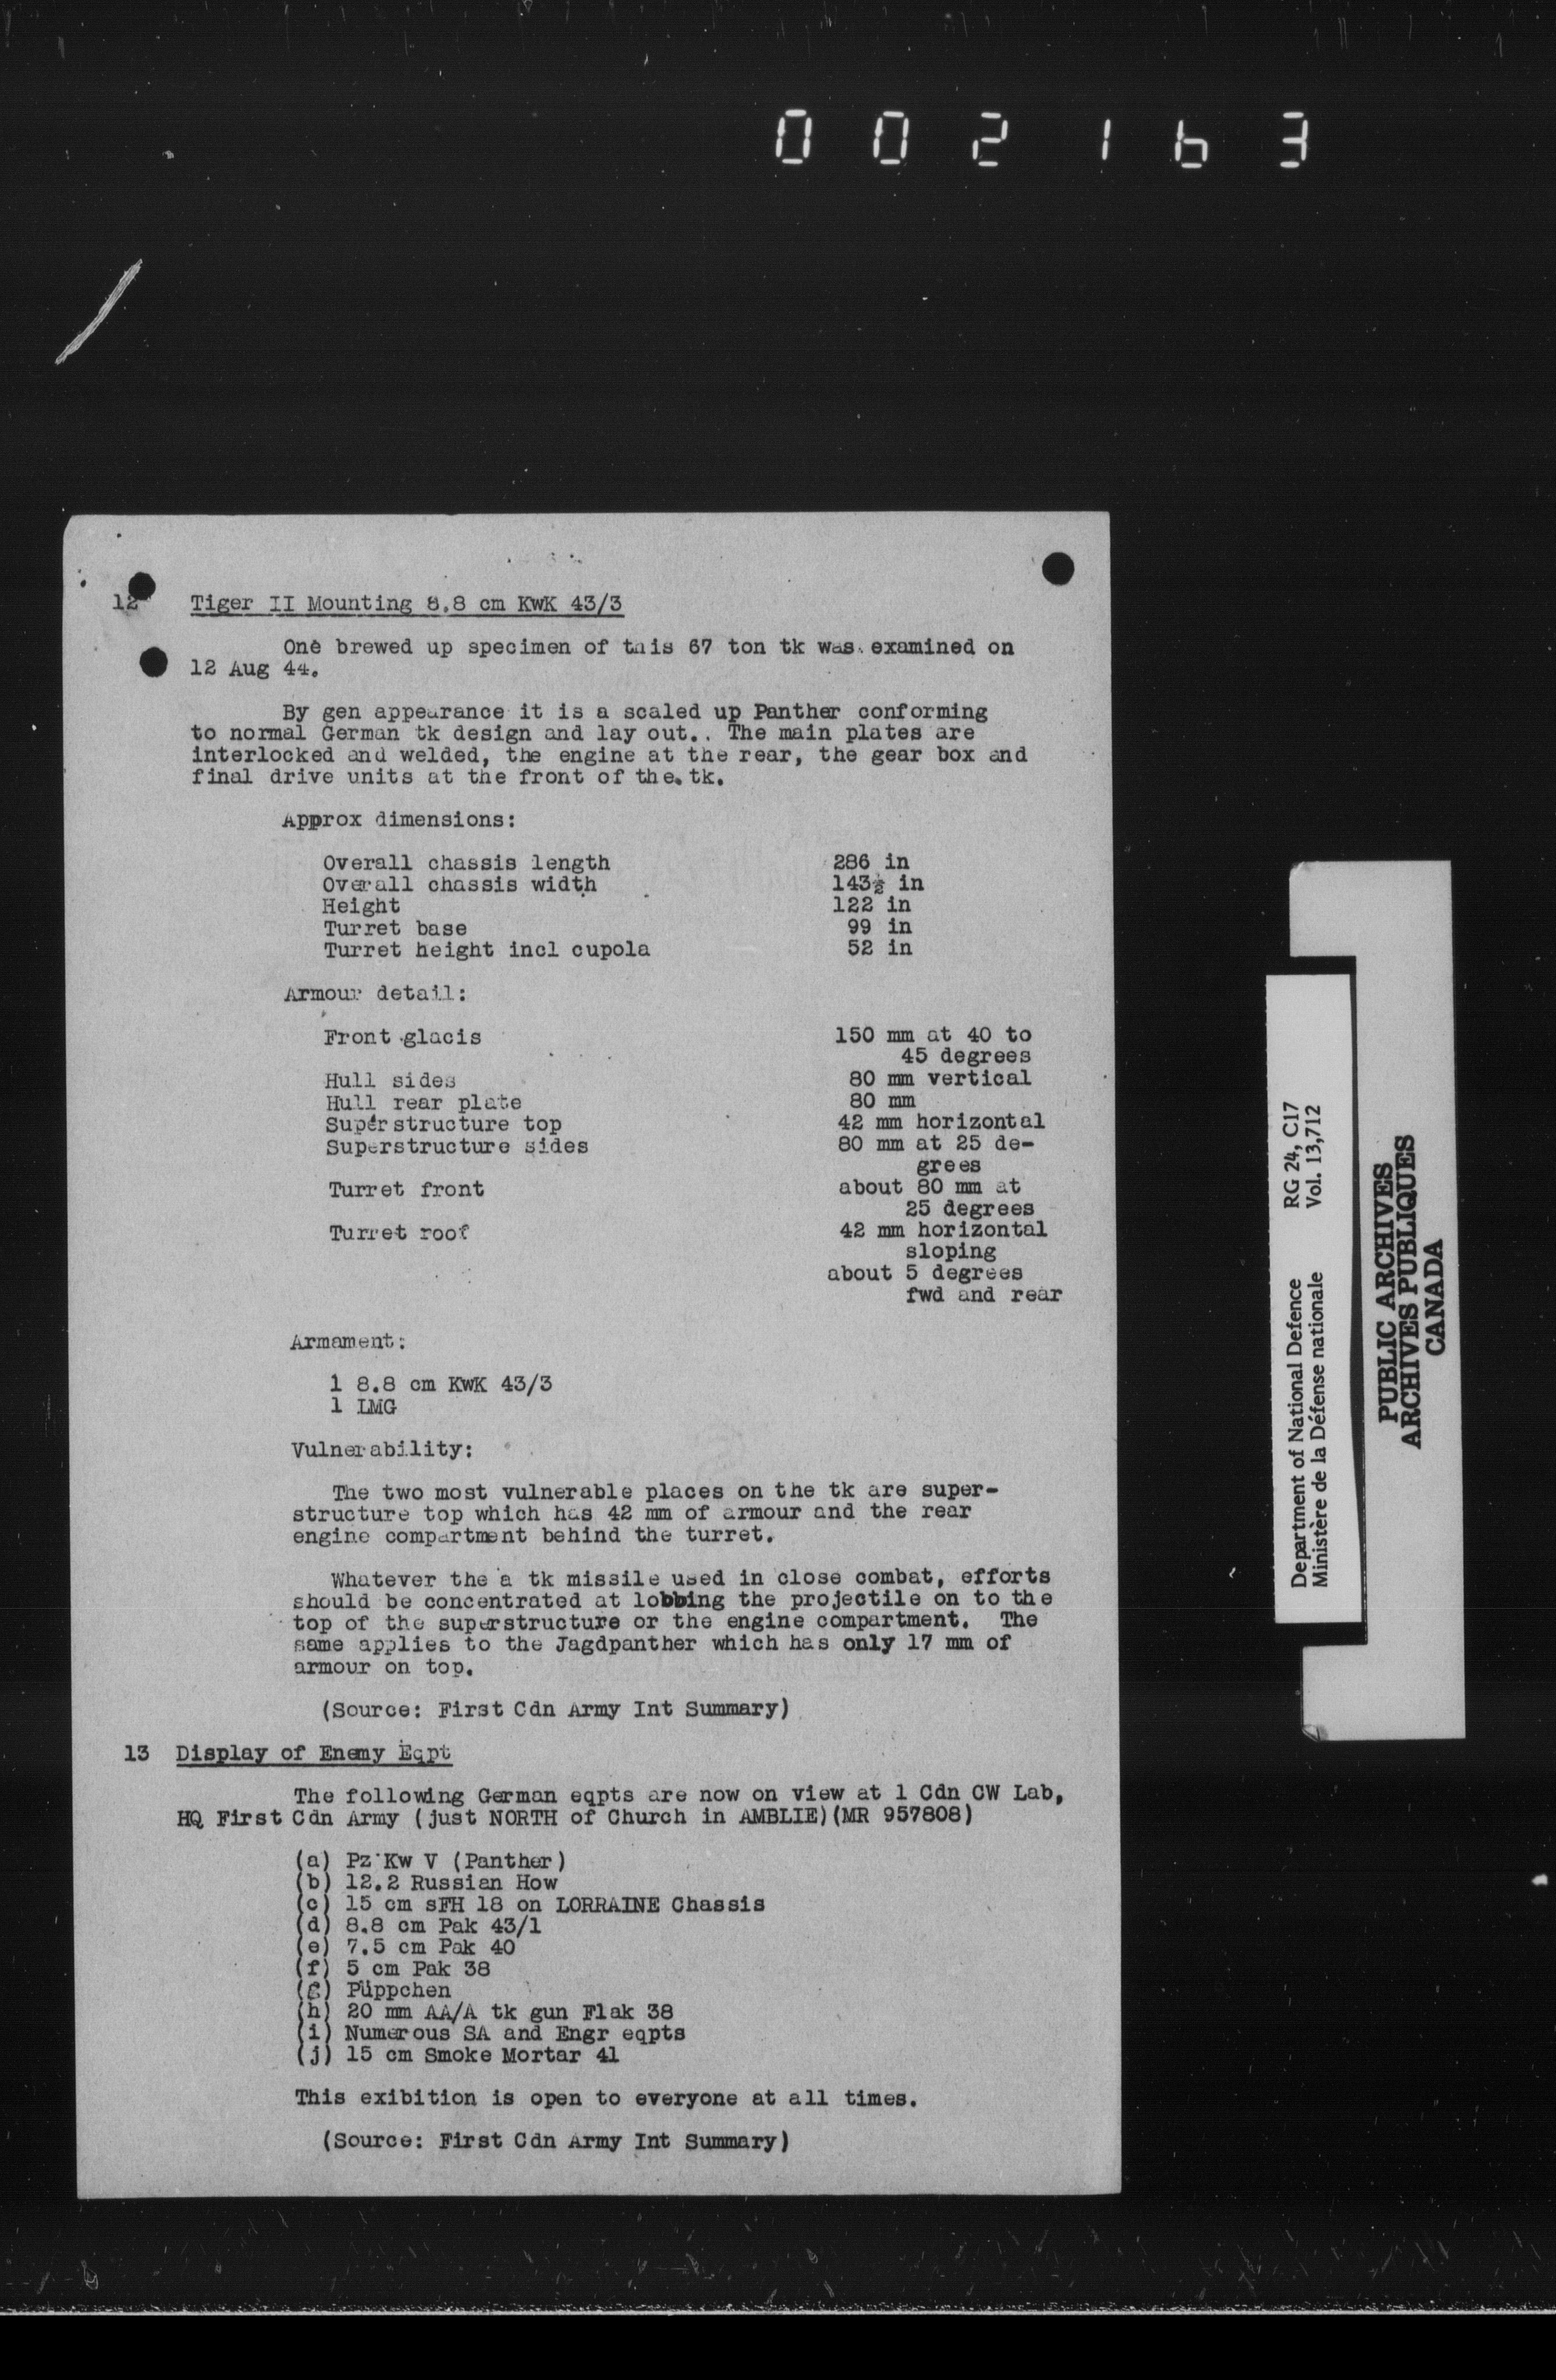 002163
12 Tiger II Mounting 8.8 cm KwK 43/3
One brewed up specimen of this 67 ton tk was examined on
12 Aug 44.
By gen appearance it is a scaled up Panther conforming
to normal German tk design and lay out.. The main plates are
interlocked and welded, the engine at the rear, the gear box and
final drive units at the front of the tk.
Approx dimensions:
Overall chassis length 286 in
Overall chassis width 143½ in
Height 122 in
Turret base 99 in
Turret height incl cupola 52 in
Armour detail:
Front glacis 150 mm at 40 to
45 degrees
Hull sides 80 mm vertical
Hull rear plate 80 mm
Superstructure top 42 mm horizontal
Superstructure sides 80 mm at 25 de-
grees
Turret front about 80 mm at
25 degrees
Turret roof 42 mm horizontal
sloping
about 5 degrees
fwd and rear
Armament:
1 8.8 cm KwK 43/3
1 LMG
Vulnerability:
The two most vulnerable places on the tk are super-
structure top which has 42 mm of armour and the rear
engine compartment behind the turret.
Whatever the a tk missile used in close combat, efforts
should be concentrated at lobbing the projectile on to the
top of the superstructure or the engine compartment. The
same applies to the Jagdpanther which has only 17 mm of
armour on top.
(Source: First Cdn Army Int Summary)
13 Display of Enemy Eqpt
The following German eqpts are now on view at 1 Cdn CW Lab,
HQ First Cdn Army (just NORTH of Church in AMBLIE)(MR 957808)
(a) Pz Kw V (Panther)
(b) 12.2 Russian How
(c) 15 cm sFH 18 on LORRAINE Chassis
(d) 8.8 cm Pak 43/1
(e) 7.5 cm Pak 40
(f) 5 cm Pak 38
(g) Püppchen
(h) 20 mm AA/A tk gun Flak 38
(i) Numerous SA and Engr eqpts
(j) 15 cm Smoke Mortar 41
This exibition is open to everyone at all times.
(Source: First Cdn Army Int Summary)
Department of National Defence RG 24, C17
Ministère de la Défense nationale Vol. 13,712
PUBLIC ARCHIVES
ARCHIVES PUBLIQUES
CANADA